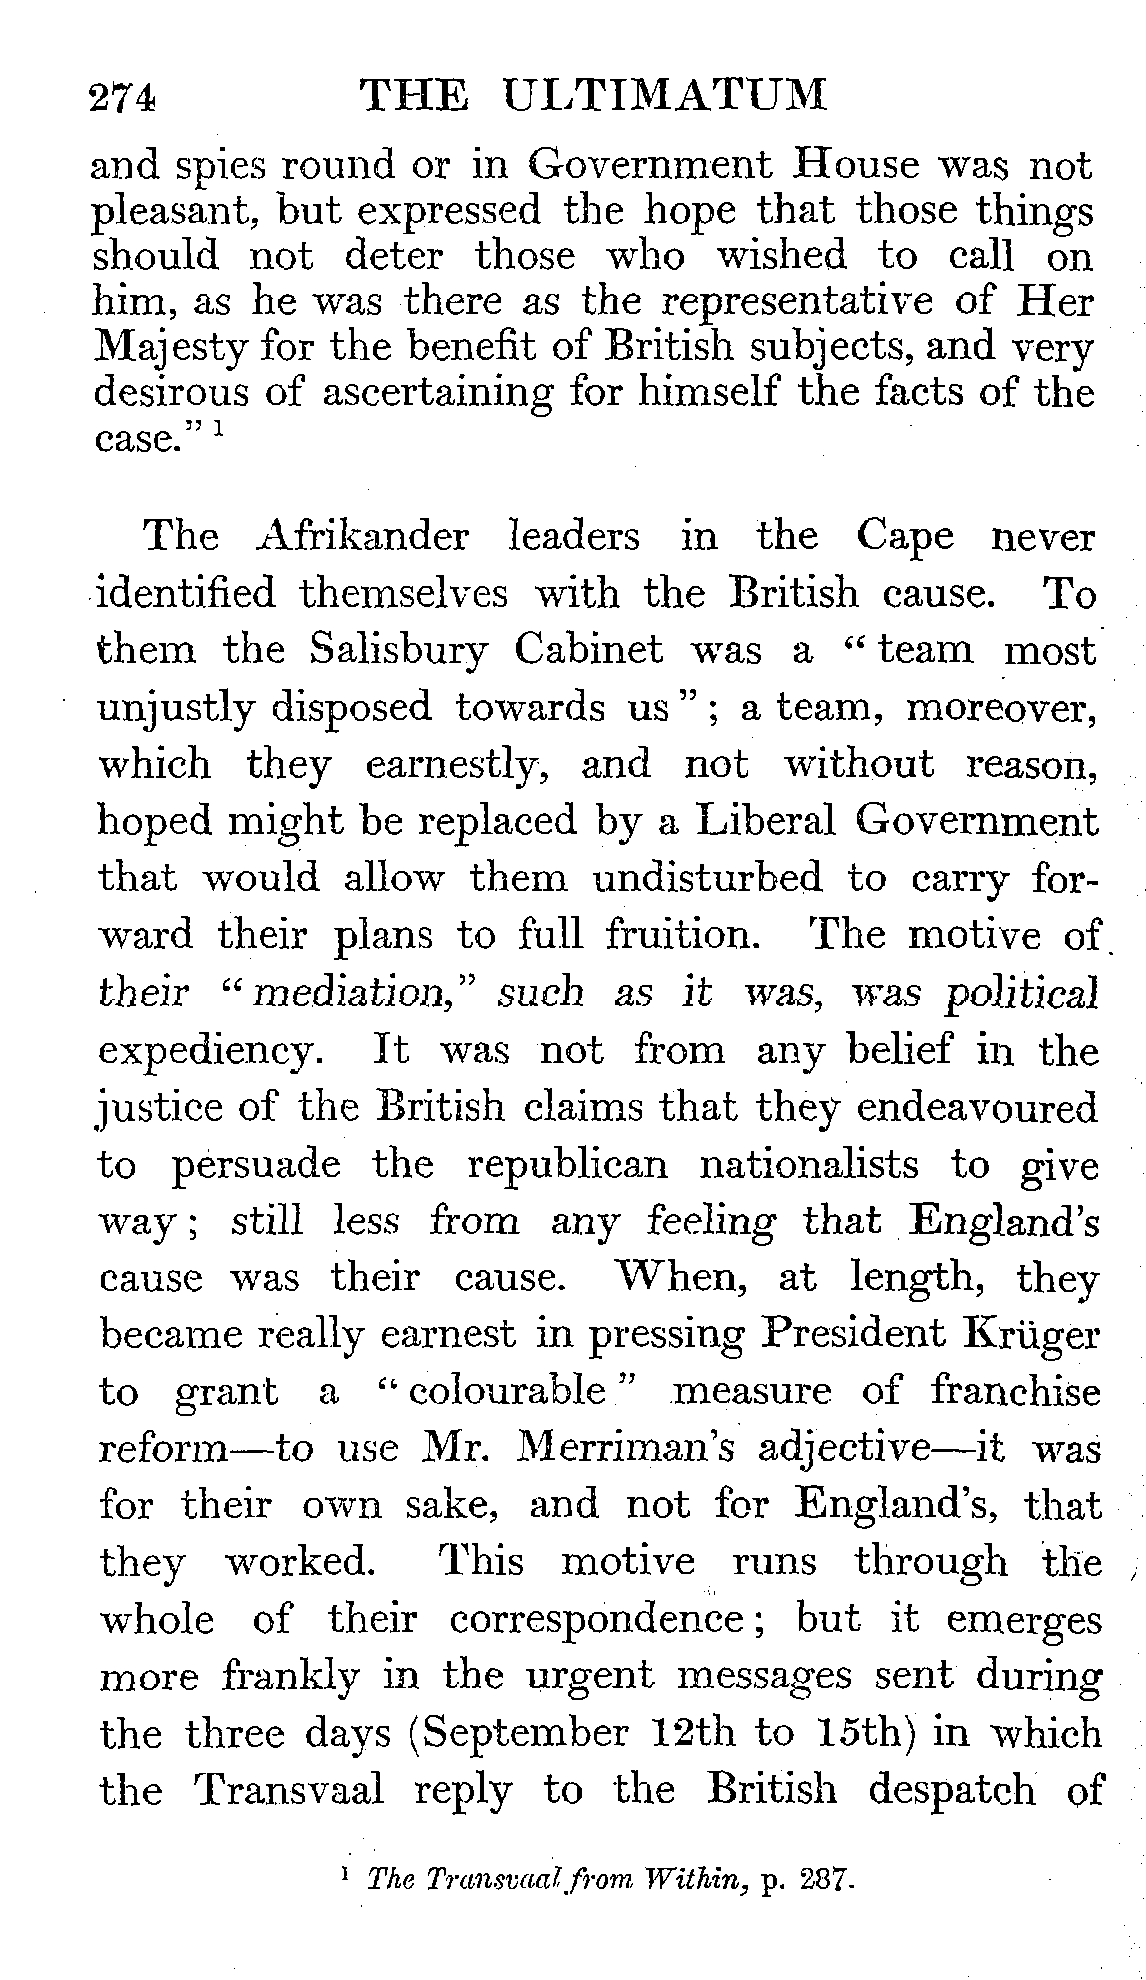 274 THE ULTIMATUM
and spies round or in Government House was not
pleasant, but expressed the hope that those things
should not deter those who wished to call on
him, as he was there as the representative of Her
Majesty for the benefit of British subjects, and very
desirous of ascertaining for himself the facts of the
case." 1
The Afrikander leaders in the Cape never
identified themselves with the British cause. To
them the Salisbury Cabinet was a " team most
unjustly disposed towards us " ; a team, moreover,
which they earnestly, and not without reason,
hoped might be replaced by a Liberal Government
that would allow them undisturbed to carry for-
ward their plans to full fruition. The motive of
their " mediation," such as it was, was political
expediency. It was not from any belief in the
justice of the British claims that they endeavoured
to persuade the republican nationalists to give
way ; still less from any feeling that England's
cause was their cause. When, at length, they
became really earnest in pressing President Krüger
to grant a " colourable " measure of franchise
reform—to use Mr. Merriman's adjective—it was
for their own sake, and not for England's, that
they worked. This motive runs through the
whole of their correspondence ; but it emerges
more frankly in the urgent messages sent during
the three days (September 12th to 15th) in which
the Transvaal reply to the British despatch of
1 The Transvaal from Within, p. 287.